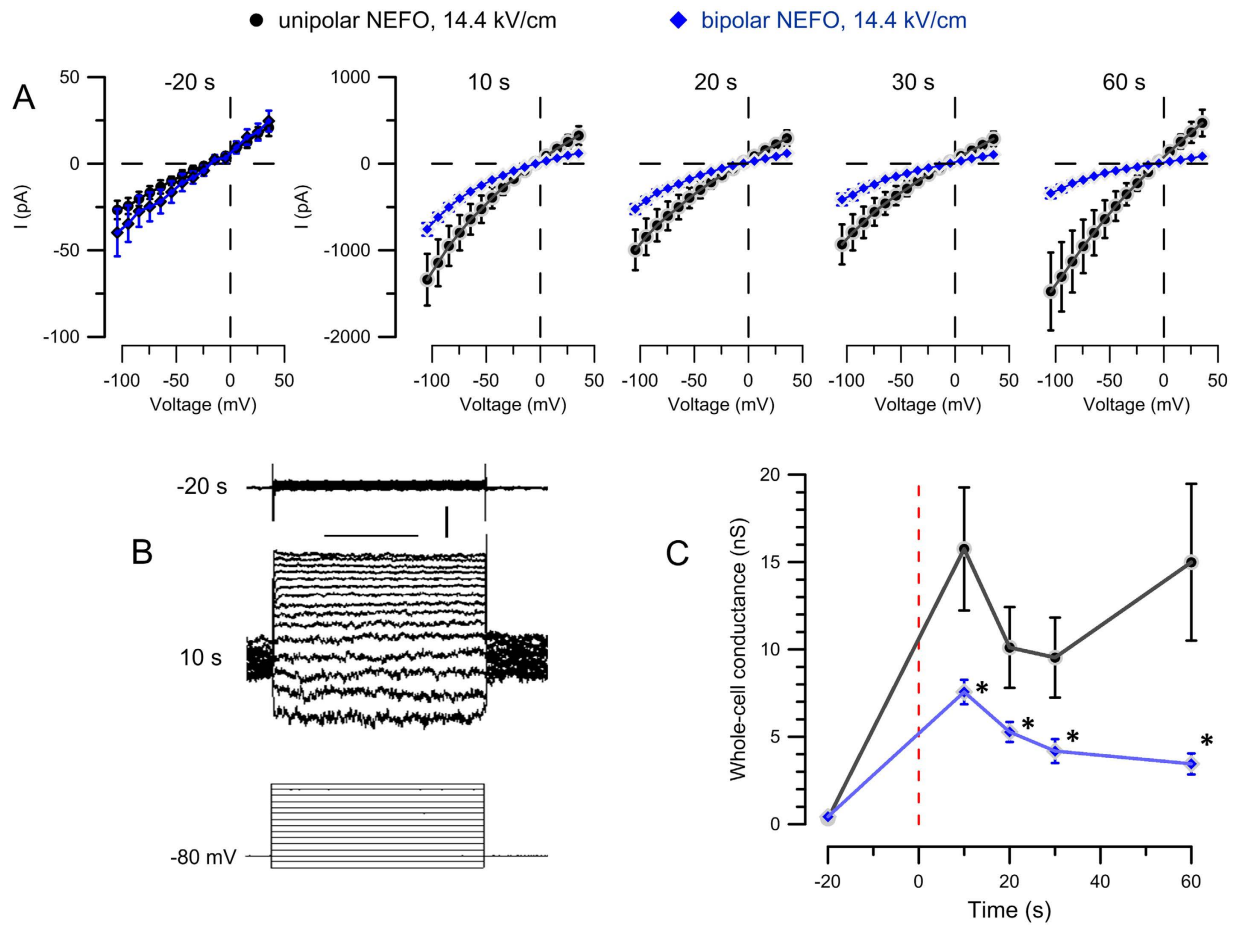 unipolar NEFO, 14.4 kV/cm bipolar NEFO, 14.4 kV/cm
A
-20 s 10 s 20 s 30 s 60 s
50 1000
0 0
-50 -1000
-100 -2000
I (pA) I (pA)
-100 -50 0 50 -100 -50 0 50 -100 -50 0 50 -100 -50 0 50 -100 -50 0 50
Voltage (mV) Voltage (mV) Voltage (mV) Voltage (mV) Voltage (mV)
B
-20 s
10 s
-80 mV
C
Whole-cell conductance (nS)
20
15
10
5
0
* * * *
-20 0 20 40 60
Time (s)